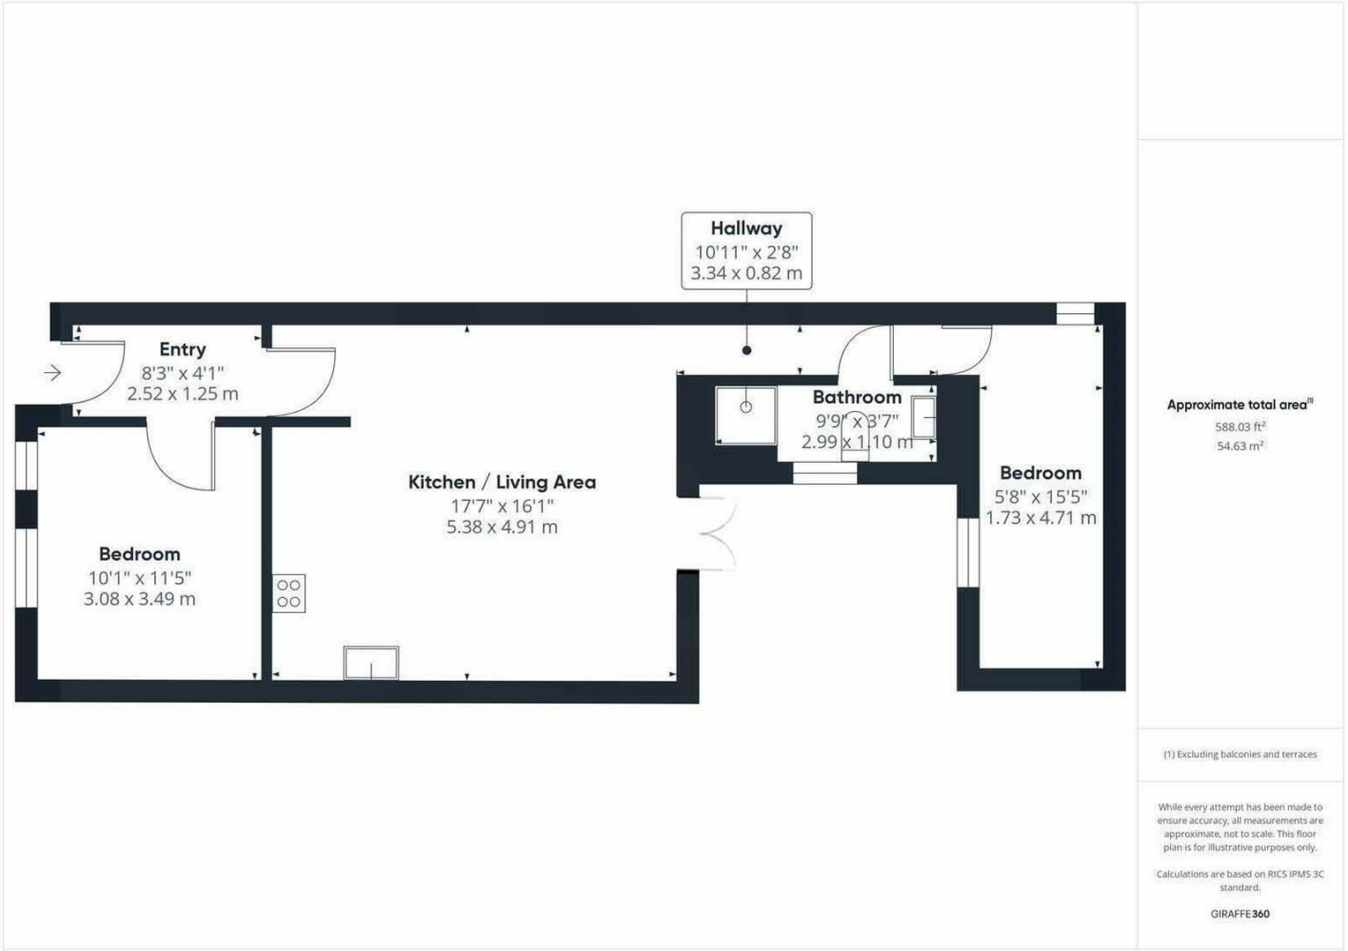 Hallway
10'11" x 2'8"
3.34 x 0.82 m
Entry
8'3" x 4'1"
2.52 x 1.25 m
Bathroom
9'9" x 3'7"
2.99 x 1.10 m
Kitchen / Living Area
17'7" x 16'1"
5.38 x 4.91 m
Bedroom
5'8" x 15'5"
1.73 x 4.71 m
Bedroom
10'1" x 11'5"
3.08 x 3.49 m
Approximate total area(1)
588.03 ft²
54.63 m²
(1) Excluding balconies and terraces
While every attempt has been made to
ensure accuracy, all measurements are
approximate, not to scale. This floor
plan is for illustrative purposes only.
Calculations are based on RICS IPMS 3C
standard.
GIRAFFE360